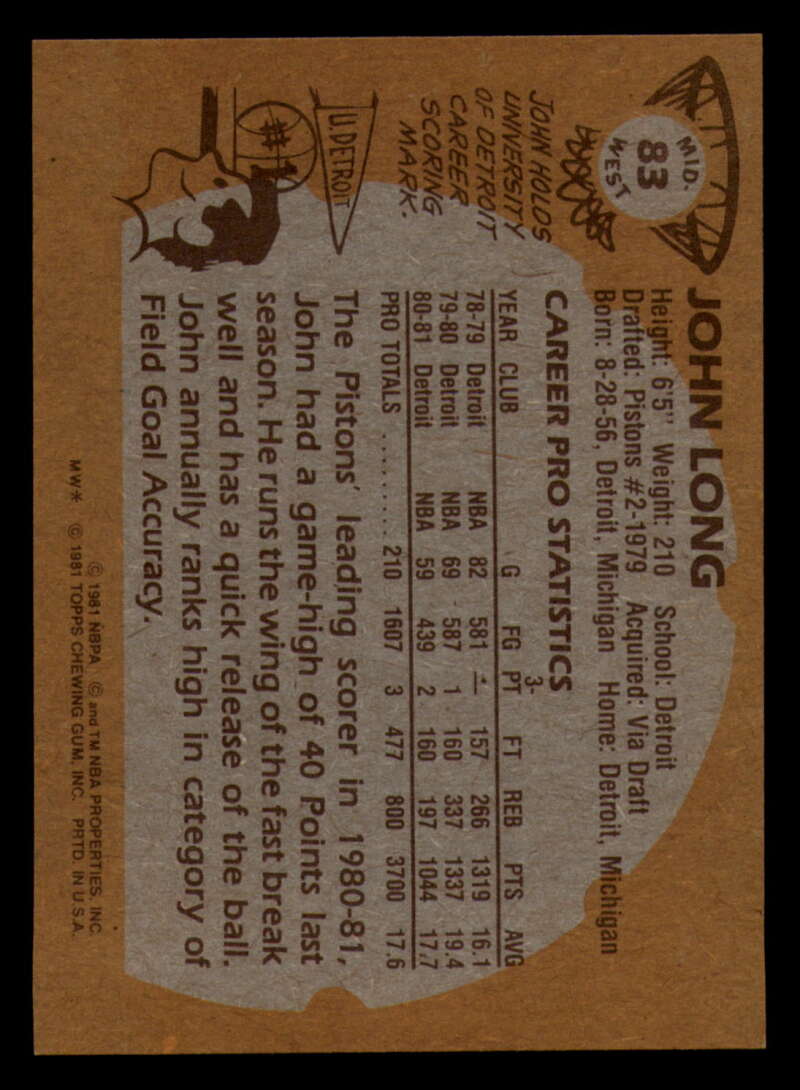 MID.
83
WEST
JOHN LONG
Height: 6'5" Weight: 210 School: Detroit
Drafted: Pistons #2-1979 Acquired: Via Draft
Born: 8-28-56, Detroit, Michigan Home: Detroit, Michigan
JOHN HOLDS
UNIVERSITY
OF DETROIT
CAREER
SCORING
MARK.
U. DETROIT
#1
CAREER PRO STATISTICS
YEAR CLUB G FG 3-PT FT REB PTS AVG
78-79 Detroit NBA 82 581 — 157 266 1319 16.1
79-80 Detroit NBA 69 587 1 160 337 1337 19.4
80-81 Detroit NBA 59 439 2 160 197 1044 17.7
PRO TOTALS .......... 210 1607 3 477 800 3700 17.6
The Pistons' leading scorer in 1980-81,
John had a game-high of 40 Points last
season. He runs the wing of the fast break
well and has a quick release of the ball.
John annually ranks high in category of
Field Goal Accuracy.
© 1981 NBPA © and TM NBA PROPERTIES, INC.
MW* © 1981 TOPPS CHEWING GUM, INC. PRTD. IN U.S.A.